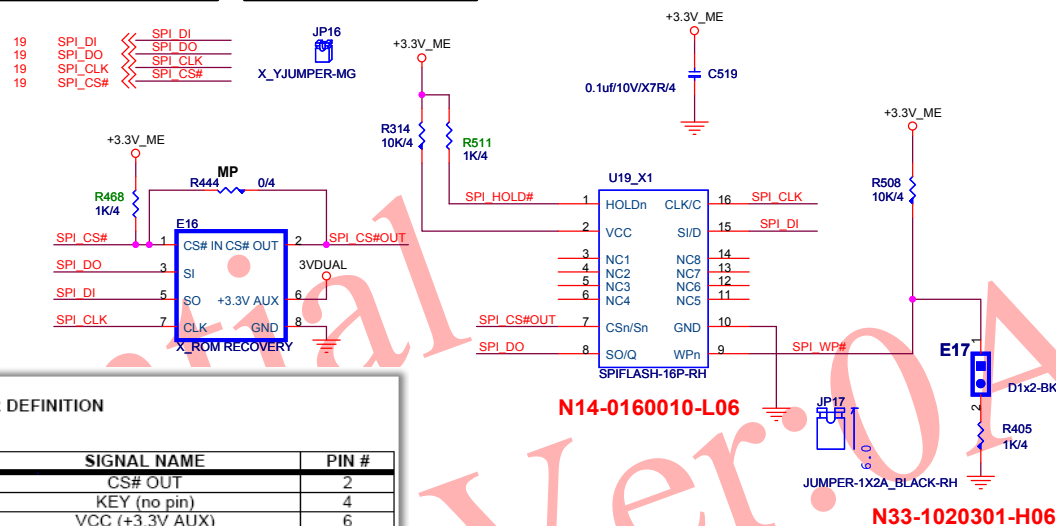 19 SPI_DI SPI_DI
19 SPI_DO SPI_DO
19 SPI_CLK SPI_CLK
19 SPI_CS# SPI_CS#
JP16
X_YJUMPER-MG
+3.3V_ME
R314
10K/4
R511
1K/4
+3.3V_ME
C519
0.1uf/10V/X7R/4
+3.3V_ME
R508
10K/4
+3.3V_ME
R468
1K/4
MP
R444 0/4
E16
SPI_CS# 1 CS# IN CS# OUT 2 SPI_CS#OUT
SPI_DO 3 SI
3VDUAL
SPI_DI 5 SO +3.3V AUX 6
SPI_CLK 7 CLK GND 8
X_ROM RECOVERY
U19_X1
SPI_HOLD# 1 HOLDn CLK/C 16 SPI_CLK
2 VCC SI/D 15 SPI_DI
3 NC1 NC8 14
4 NC2 NC7 13
5 NC3 NC6 12
6 NC4 NC5 11
SPI_CS#OUT 7 CSn/Sn GND 10
SPI_DO 8 SO/Q WPn 9 SPI_WP#
SPIFLASH-16P-RH
N14-0160010-L06
E17
1
D1x2-BK
2
R405
1K/4
JP17
6.0
JUMPER-1X2A_BLACK-RH
N33-1020301-H06
DEFINITION
SIGNAL NAME PIN #
CS# OUT 2
KEY (no pin) 4
VCC (+3.3V AUX) 6
tial
Ver:0A